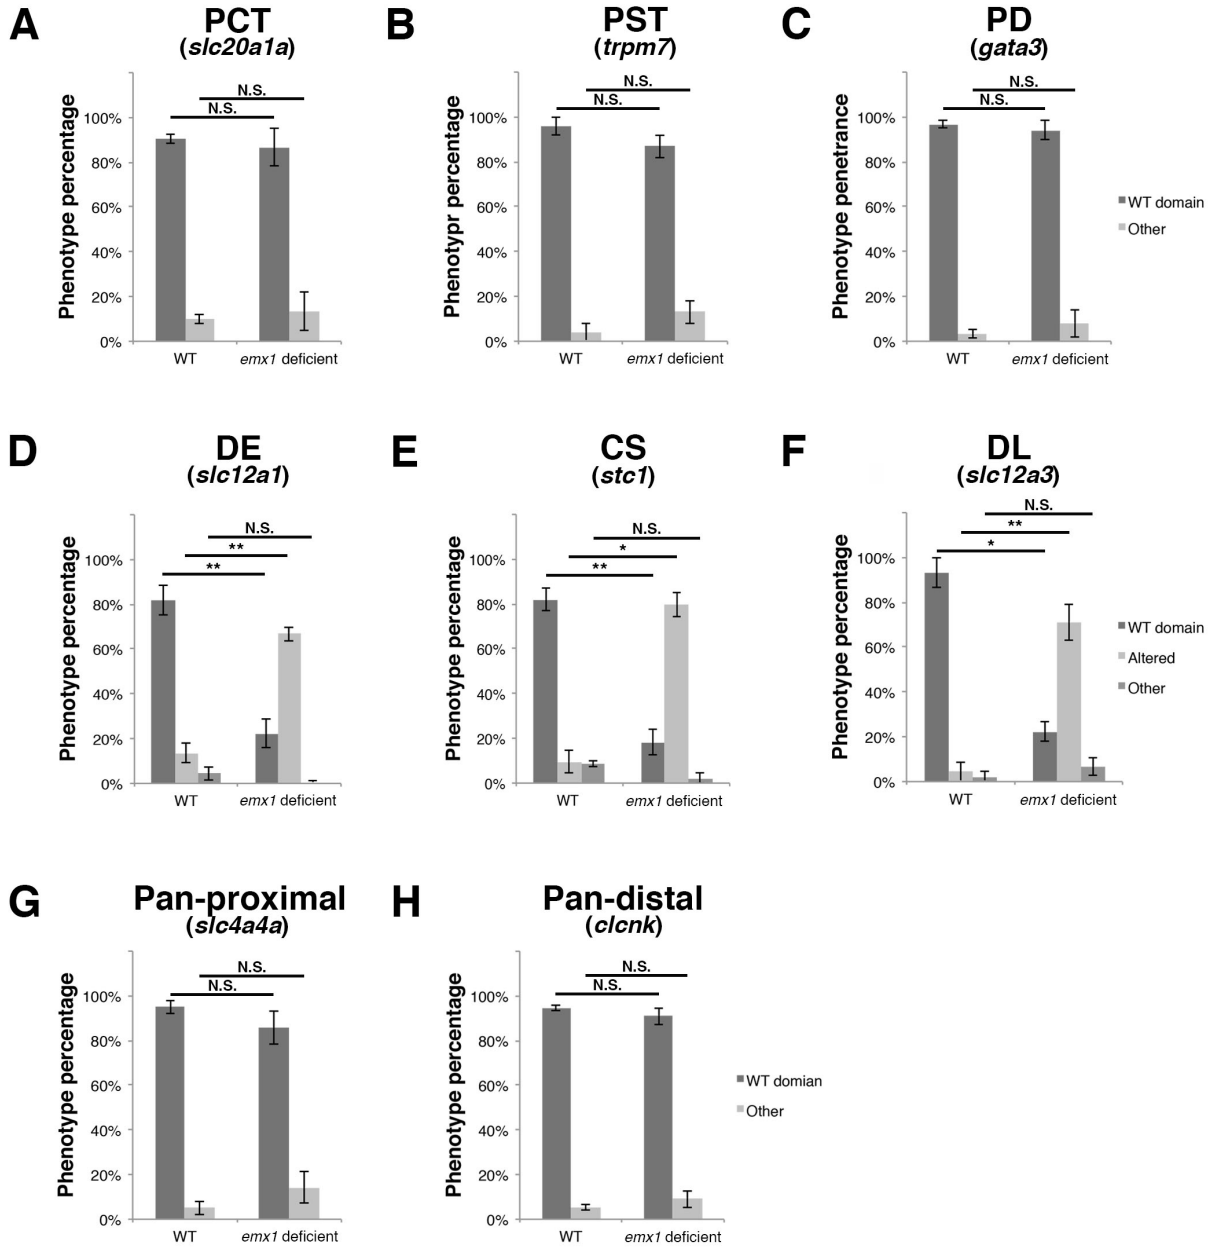 A
PCT
(slc20a1a)
N.S.
N.S.
Phenotype percentage
100%
80%
60%
40%
20%
0%
WT
emx1 deficient
B
PST
(trpm7)
N.S.
N.S.
Phenotypr percentage
100%
80%
60%
40%
20%
0%
WT
emx1 deficient
C
PD
(gata3)
N.S.
N.S.
Phenotype penetrance
100%
80%
60%
40%
20%
0%
WT
emx1 deficient
WT domain
Other
D
DE
(slc12a1)
N.S.
**
**
Phenotype percentage
100%
80%
60%
40%
20%
0%
WT
emx1 deficient
E
CS
(stc1)
N.S.
*
**
Phenotype percentage
100%
80%
60%
40%
20%
0%
WT
emx1 deficient
F
DL
(slc12a3)
N.S.
**
*
Phenotype percentage
100%
80%
60%
40%
20%
0%
WT
emx1 deficient
WT domain
Altered
Other
G
Pan-proximal
(slc4a4a)
N.S.
N.S.
Phenotype percentage
100%
80%
60%
40%
20%
0%
WT
emx1 deficient
H
Pan-distal
(clcnk)
N.S.
N.S.
Phenotype percentage
100%
80%
60%
40%
20%
0%
WT
emx1 deficient
WT domian
Other